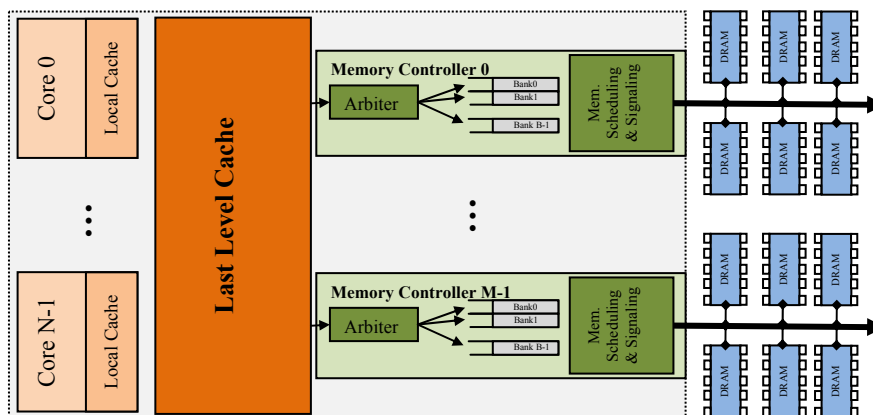 Core 0
Local Cache
Last Level Cache
Memory Controller 0
Arbiter
Bank0
Bank1
Bank B-1
Mem.
Scheduling
& Signaling
DRAM
DRAM
DRAM
DRAM
DRAM
DRAM
...
...
Core N-1
Local Cache
Memory Controller M-1
Arbiter
Bank0
Bank1
Bank B-1
Mem.
Scheduling
& Signaling
DRAM
DRAM
DRAM
DRAM
DRAM
DRAM